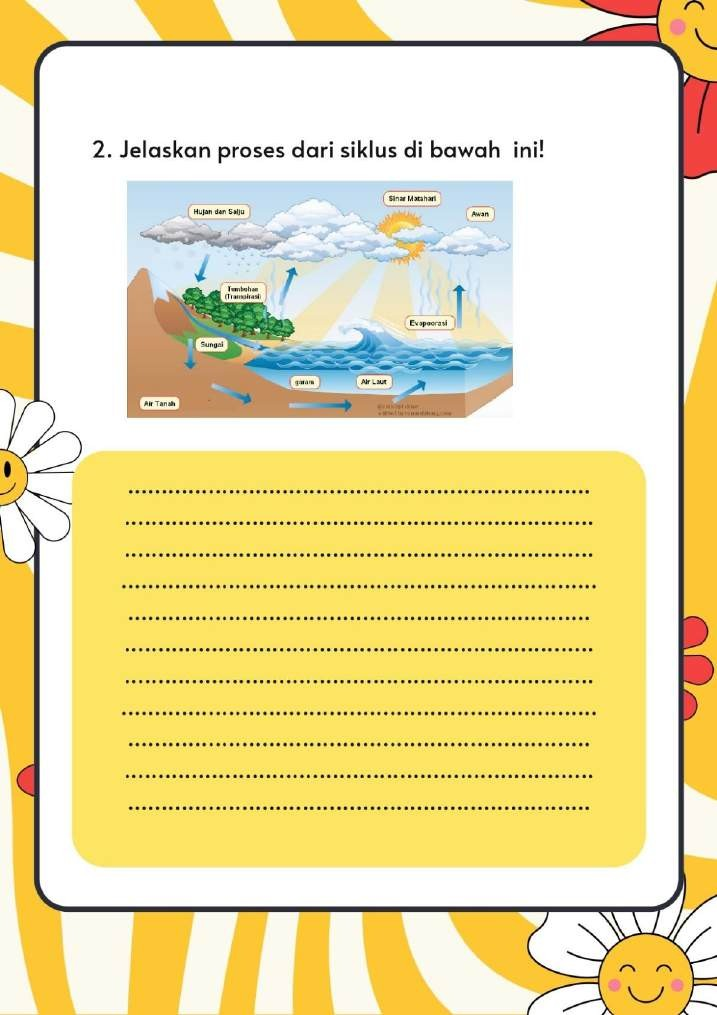 2. Jelaskan proses dari siklus di bawah ini!
Sinar Matahari
Hujan dan Salju
Awan
Tumbuhan
(Transpirasi)
Evaporasi
Sungai
garam
Air Laut
Air Tanah